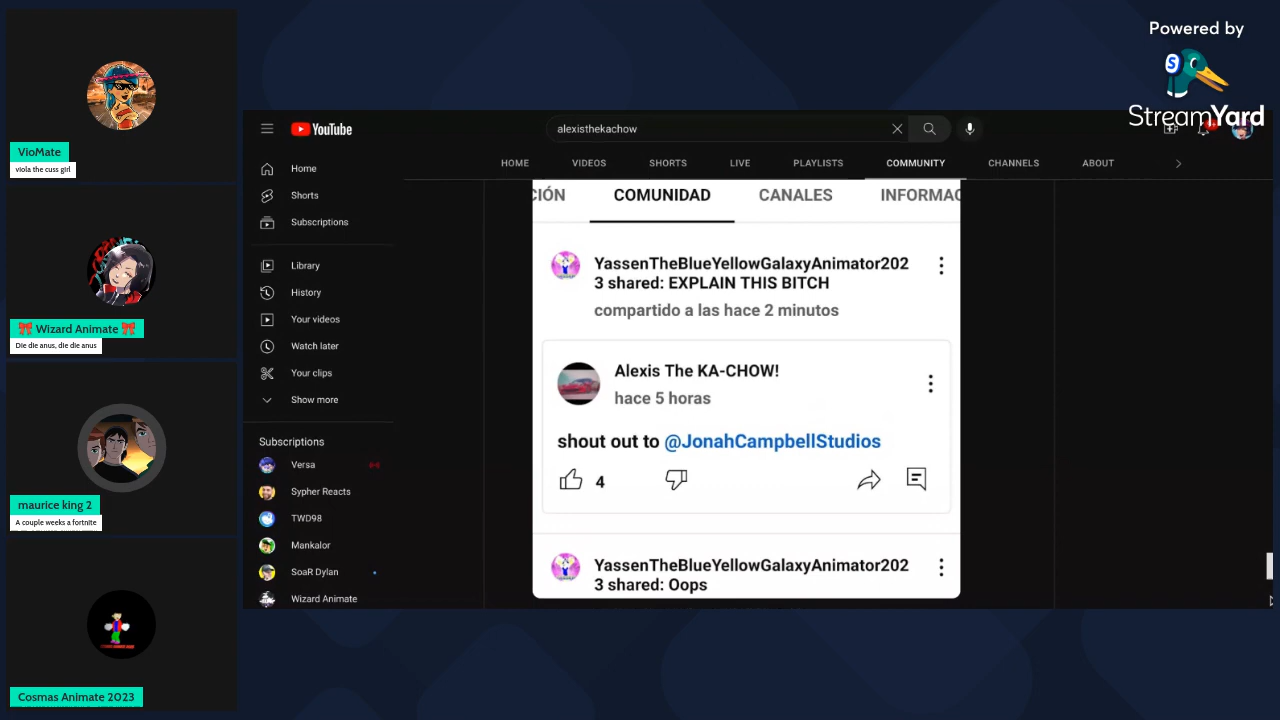 VioMate
viola the cuss girl
🎀 Wizard Animate 🎀
Die die anus, die die anus
maurice king 2
A couple weeks a fortnite
Cosmas Animate 2023
YouTube
alexisthekachow
HOME VIDEOS SHORTS LIVE PLAYLISTS COMMUNITY CHANNELS ABOUT
Home
Shorts
Subscriptions
Library
History
Your videos
Watch later
Your clips
Show more
Subscriptions
Versa
Sypher Reacts
TWD98
Mankalor
SoaR Dylan
Wizard Animate
CIÓN COMUNIDAD CANALES INFORMAC
YassenTheBlueYellowGalaxyAnimator202
3 shared: EXPLAIN THIS BITCH
compartido a las hace 2 minutos
Alexis The KA-CHOW!
hace 5 horas
shout out to @JonahCampbellStudios
4
YassenTheBlueYellowGalaxyAnimator202
3 shared: Oops
Powered by
S
StreamYard